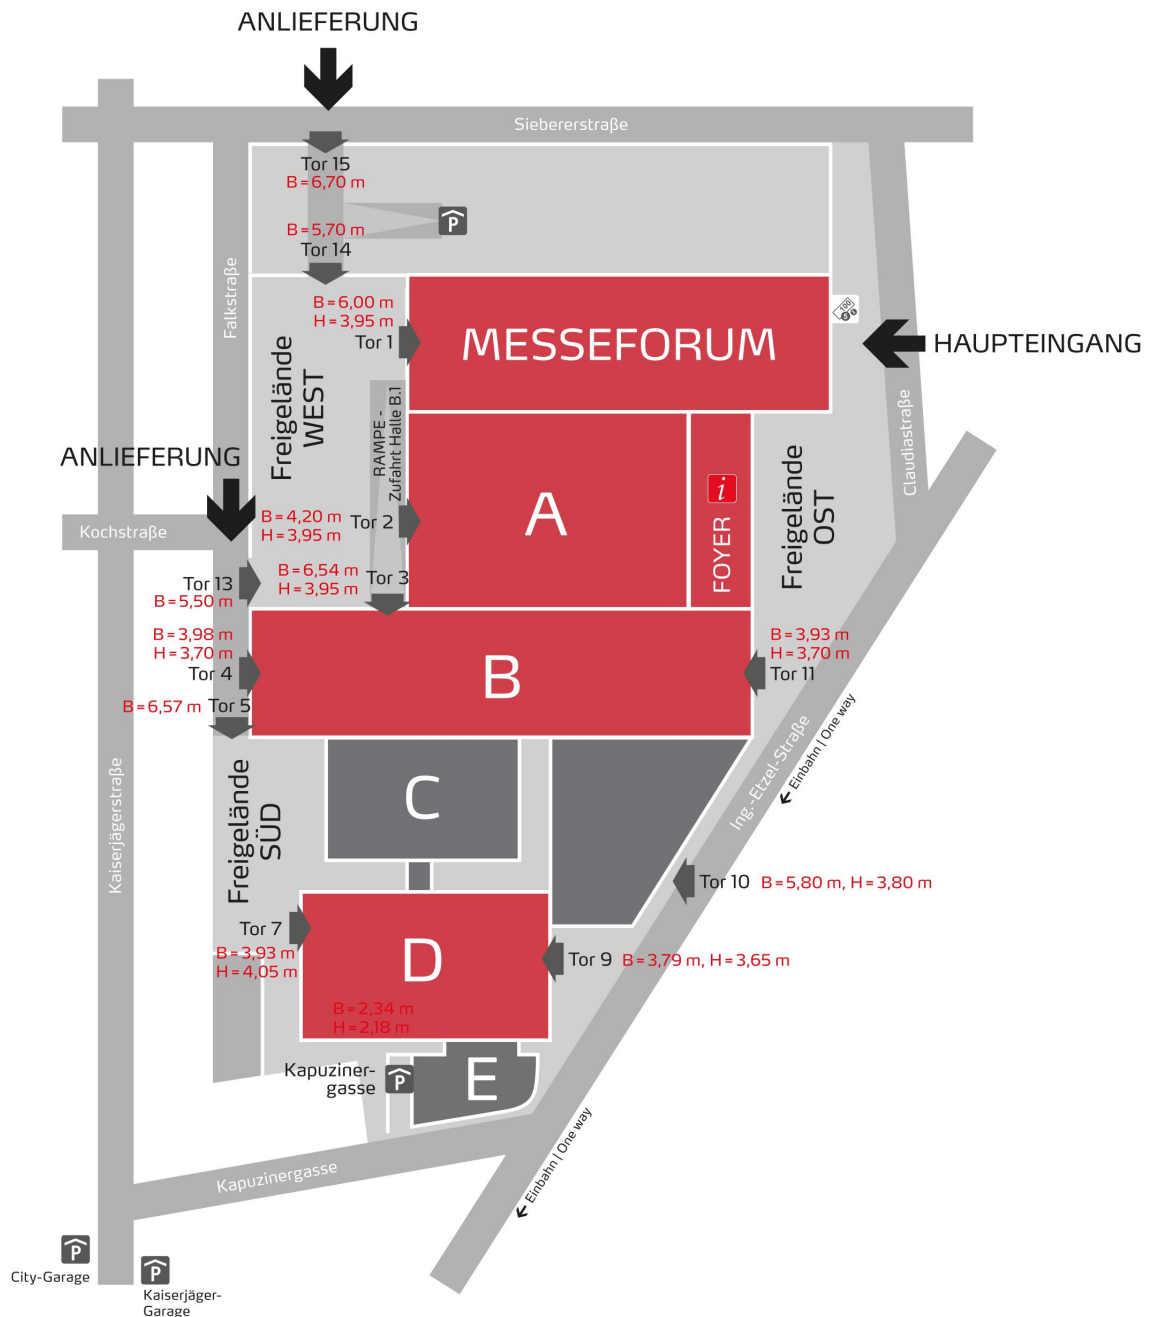 ANLIEFERUNG
Siebererstraße
Tor 15
B=6,70 m
P
B=5,70 m
Tor 14
Falkstraße
B=6,00 m
H=3,95 m
Tor 1
MESSEFORUM
100
HAUPTEINGANG
Freigelände
WEST
RAMPE -
Zufahrt Halle B.1
Claudiastraße
ANLIEFERUNG
Kochstraße
B=4,20 m
H=3,95 m
Tor 2
A
i
FOYER
Freigelände
OST
B=6,54 m
H=3,95 m
Tor 3
Tor 13
B=5,50 m
B=3,98 m
H=3,70 m
Tor 4
B
B=3,93 m
H=3,70 m
Tor 11
B=6,57 m
Tor 5
Einbahn | One way
Ing.-Etzel-Straße
Kaiserjägerstraße
Freigelände
SÜD
C
Tor 10
B=5,80 m, H=3,80 m
Tor 7
B=3,93 m
H=4,05 m
D
Tor 9
B=3,79 m, H=3,65 m
B=2,34 m
H=2,18 m
Kapuziner-
gasse
P
E
Einbahn | One way
Kapuzinergasse
P
City-Garage
P
Kaiserjäger-
Garage